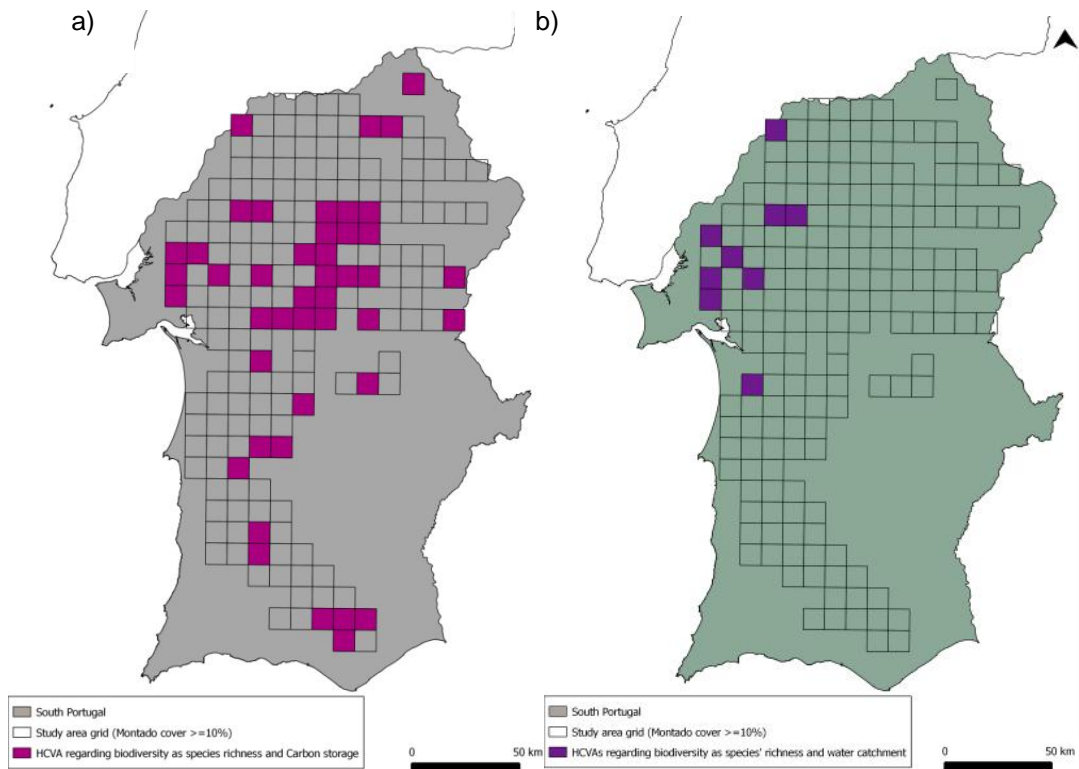 a)
b)
South Portugal
Study area grid (Montado cover >=10%)
HCVA regarding biodiversity as species richness and Carbon storage
0 50 km
South Portugal
Study area grid (Montado cover >=10%)
HCVAs regarding biodiversity as species' richness and water catchment
0 50 km